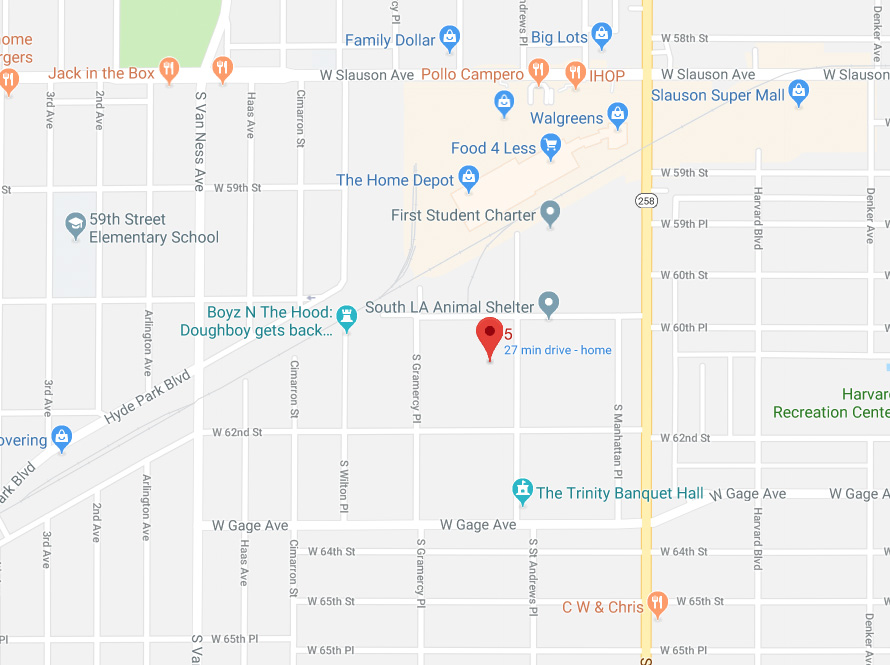 W 58th St
Family Dollar
Big Lots
ome
rgers
Jack in the Box
W Slauson Ave
Pollo Campero
IHOP
W Slauson Ave
W Slauson
Slauson Super Mall
Walgreens
Food 4 Less
The Home Depot
First Student Charter
3rd Ave
2nd Ave
S Van Ness Ave
Haas Ave
Cimarron St
cy Pl
Andrews Pl
Denker Ave
St
W 59th St
W 59th St
258
59th Street
Elementary School
W 59th Pl
Harvard Blvd
Denker Ave
W 60th St
South LA Animal Shelter
Boyz N The Hood:
Doughboy gets back...
5
27 min drive - home
W 60th Pl
Arlington Ave
3rd Ave
Hyde Park Blvd
Cimarron St
S Gramercy Pl
S Manhattan Pl
Harvar
Recreation Cente
overing
W 62nd St
W 62nd St
ark Blvd
S Wilton Pl
The Trinity Banquet Hall
W Gage Ave
W Gage A
Arlington Ave
2nd Ave
3rd Ave
W Gage Ave
W Gage Ave
Haas Ave
Cimarron St
W 64th St
S Gramercy Pl
S St Andrews Pl
W 64th St
Harvard Blvd
W 65th St
C W & Chris
W 65th St
Denker Ave
Pl
W 65th Pl
S Va
W 65th Pl
W 65th Pl
S